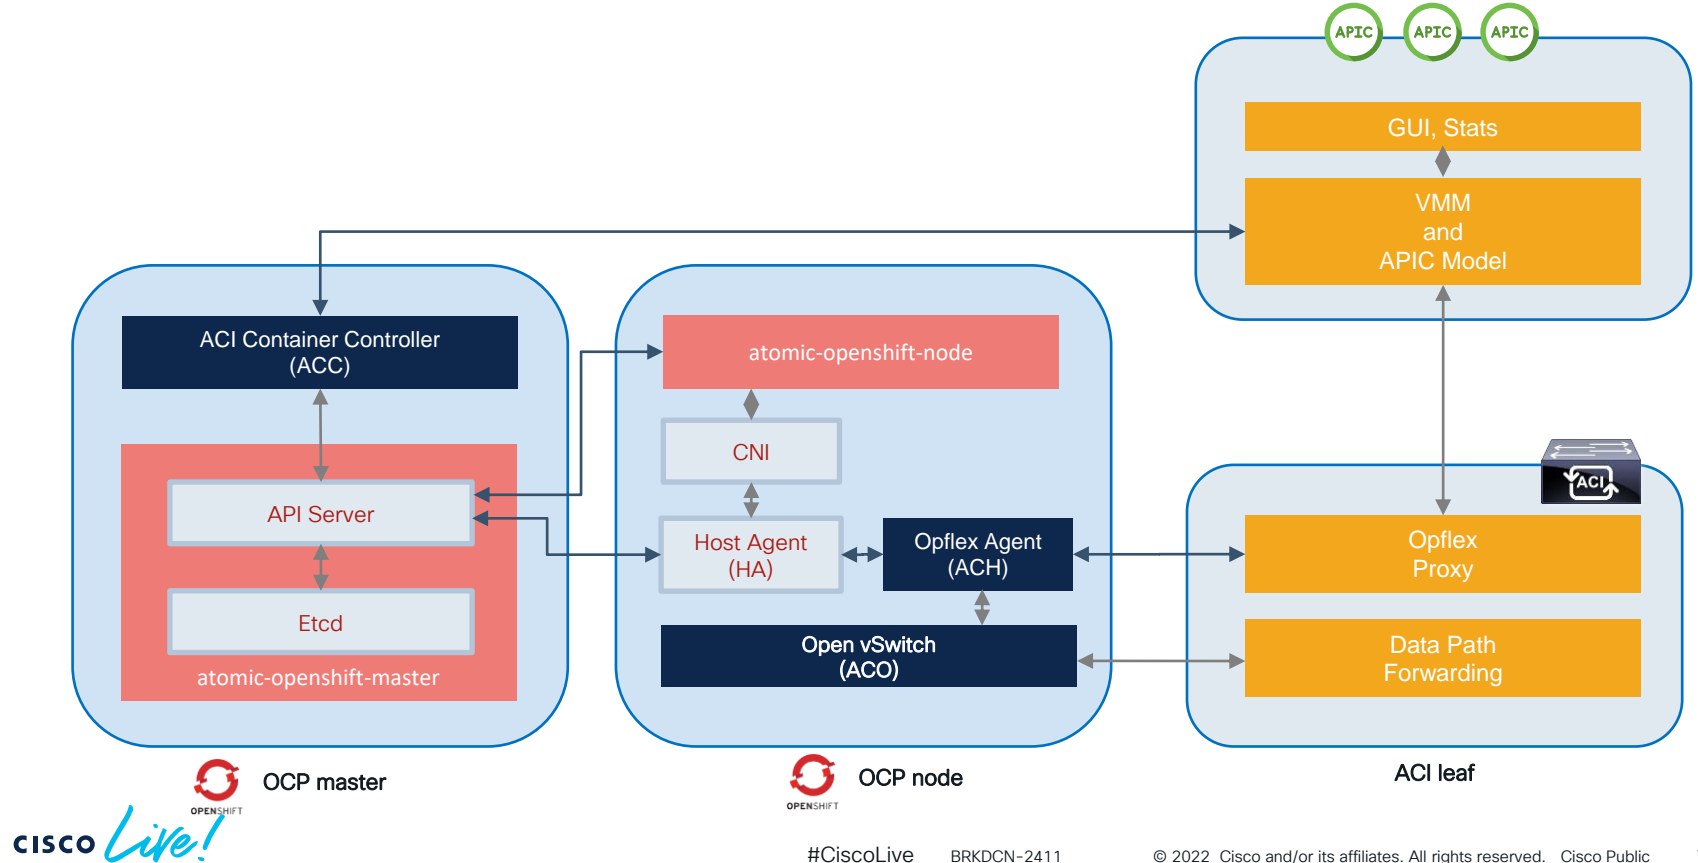 APIC
APIC
APIC
GUI, Stats
VMM
and
APIC Model
ACI Container Controller
(ACC)
atomic-openshift-node
CNI
API Server
Host Agent
(HA)
Opflex Agent
(ACH)
Opflex
Proxy
ACI
Etcd
atomic-openshift-master
Open vSwitch
(ACO)
Data Path
Forwarding
OPENSHIFT
OCP master
OPENSHIFT
OCP node
ACI leaf
CISCO Live!
#CiscoLive
BRKDCN-2411
© 2022 Cisco and/or its affiliates. All rights reserved. Cisco Public